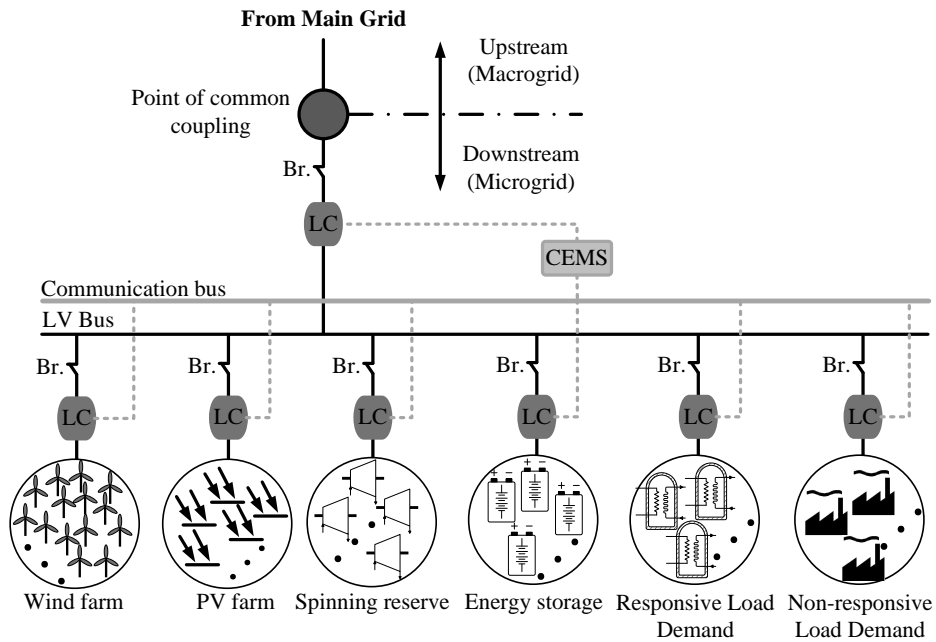 From Main Grid
Upstream
(Macrogrid)
Point of common
coupling
Downstream
(Microgrid)
Br.
LC
CEMS
Communication bus
LV Bus
Br.
Br.
Br.
Br.
Br.
Br.
LC
LC
LC
LC
LC
LC
+ −
+ −
+ −
+ −
Wind farm
PV farm
Spinning reserve
Energy storage
Responsive Load
Demand
Non-responsive
Load Demand